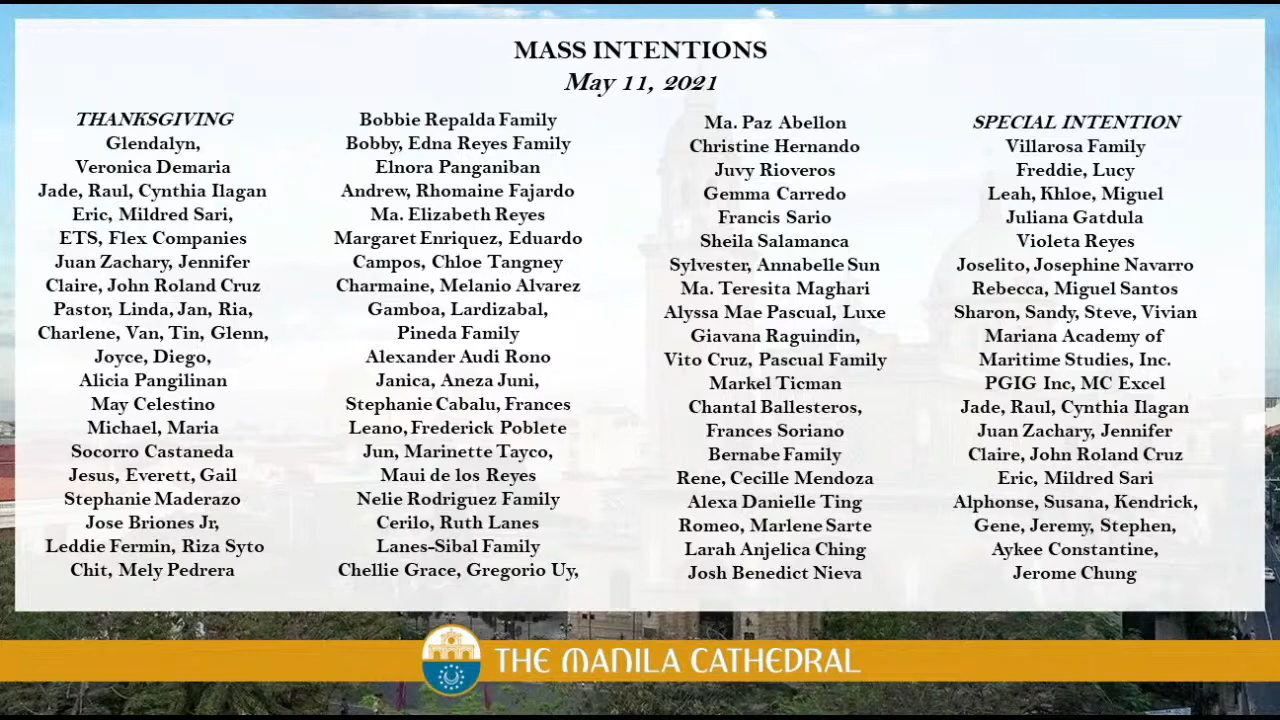 MASS INTENTIONS
May 11, 2021
THANKSGIVING
Glendalyn,
Veronica Demaria
Jade, Raul, Cynthia Ilagan
Eric, Mildred Sari,
ETS, Flex Companies
Juan Zachary, Jennifer
Claire, John Roland Cruz
Pastor, Linda, Jan, Ria,
Charlene, Van, Tin, Glenn,
Joyce, Diego,
Alicia Pangilinan
May Celestino
Michael, Maria
Socorro Castaneda
Jesus, Everett, Gail
Stephanie Maderazo
Jose Briones Jr,
Leddie Fermin, Riza Syto
Chit, Mely Pedrera
Bobbie Repalda Family
Bobby, Edna Reyes Family
Elnora Panganiban
Andrew, Rhomaine Fajardo
Ma. Elizabeth Reyes
Margaret Enriquez, Eduardo
Campos, Chloe Tangney
Charmaine, Melanio Alvarez
Gamboa, Lardizabal,
Pineda Family
Alexander Audi Rono
Janica, Aneza Juni,
Stephanie Cabalu, Frances
Leano, Frederick Poblete
Jun, Marinette Tayco,
Maui de los Reyes
Nelie Rodriguez Family
Cerilo, Ruth Lanes
Lanes-Sibal Family
Chellie Grace, Gregorio Uy,
Ma. Paz Abellon
Christine Hernando
Juvy Rioveros
Gemma Carredo
Francis Sario
Sheila Salamanca
Sylvester, Annabelle Sun
Ma. Teresita Maghari
Alyssa Mae Pascual, Luxe
Giavana Raguindin,
Vito Cruz, Pascual Family
Markel Ticman
Chantal Ballesteros,
Frances Soriano
Bernabe Family
Rene, Cecille Mendoza
Alexa Danielle Ting
Romeo, Marlene Sarte
Larah Anjelica Ching
Josh Benedict Nieva
SPECIAL INTENTION
Villarosa Family
Freddie, Lucy
Leah, Khloe, Miguel
Juliana Gatdula
Violeta Reyes
Joselito, Josephine Navarro
Rebecca, Miguel Santos
Sharon, Sandy, Steve, Vivian
Mariana Academy of
Maritime Studies, Inc.
PGIG Inc, MC Excel
Jade, Raul, Cynthia Ilagan
Juan Zachary, Jennifer
Claire, John Roland Cruz
Eric, Mildred Sari
Alphonse, Susana, Kendrick,
Gene, Jeremy, Stephen,
Aykee Constantine,
Jerome Chung
THE MANILA CATHEDRAL